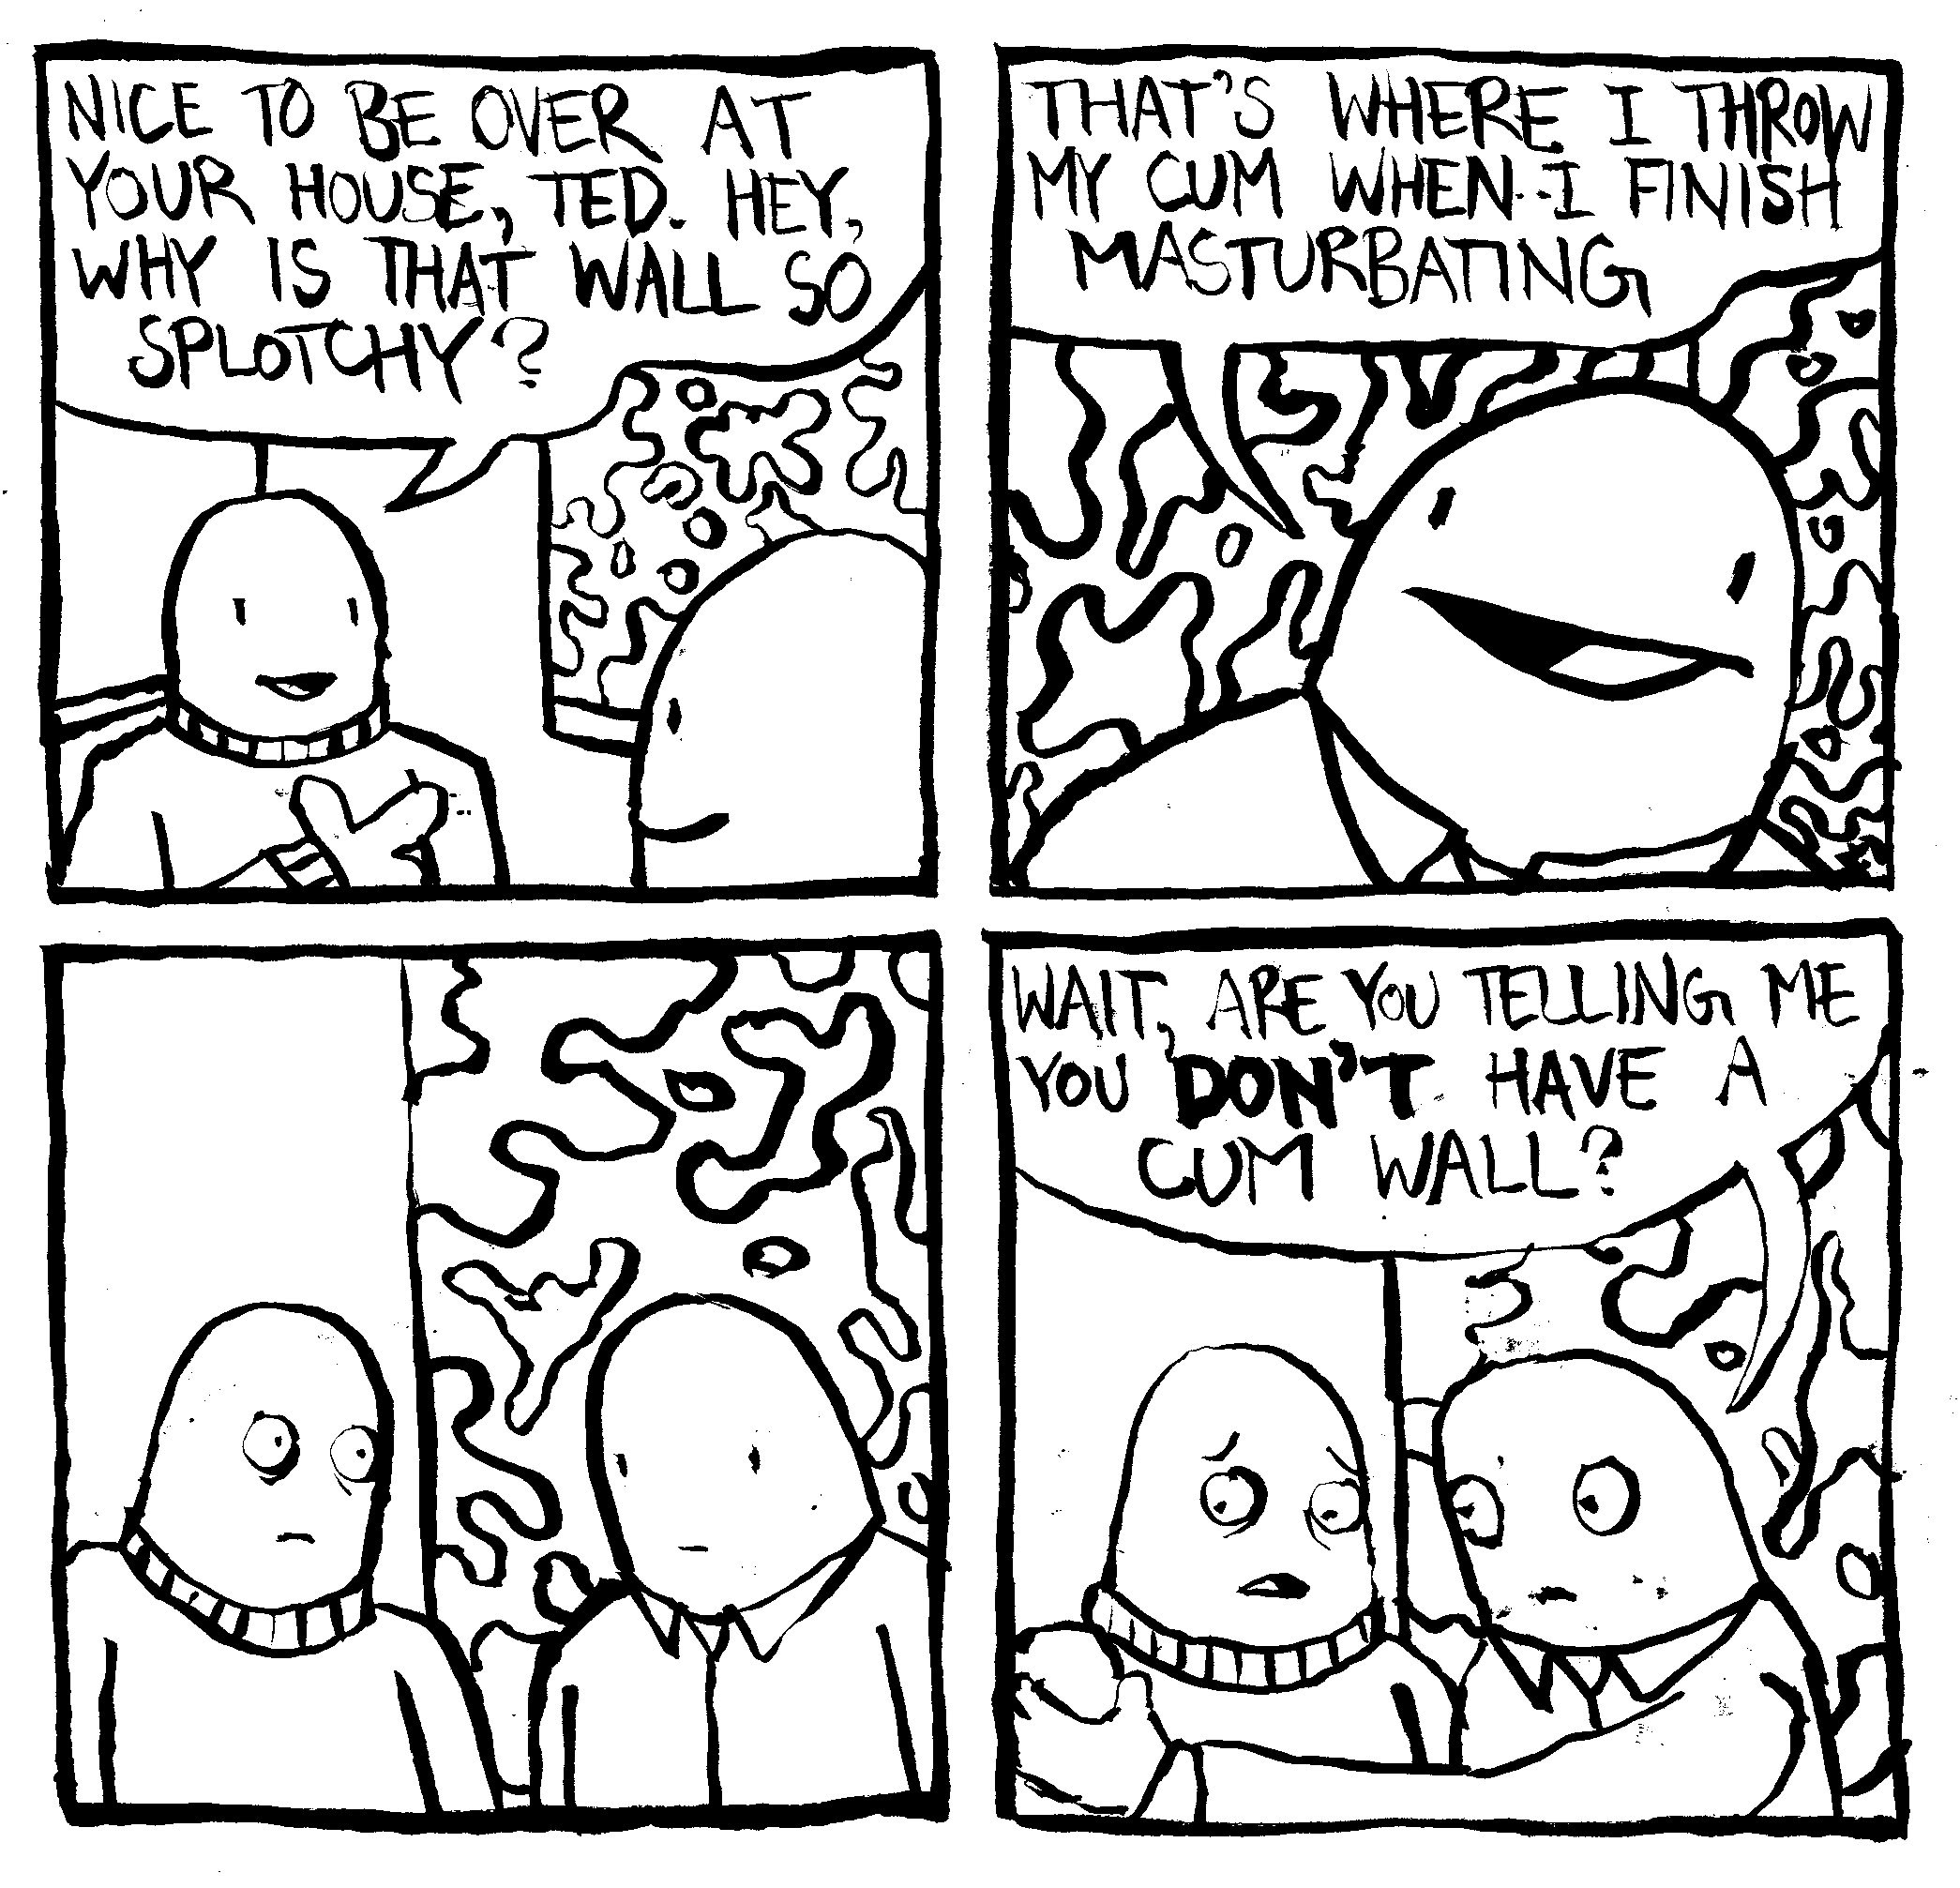 NICE TO BE OVER AT
YOUR HOUSE, TED. HEY,
WHY IS THAT WALL SO
SPLOTCHY?
THAT'S WHERE I THROW
MY CUM WHEN I FINISH
MASTURBATING
WAIT, ARE YOU TELLING ME
YOU DON'T HAVE A
CUM WALL?